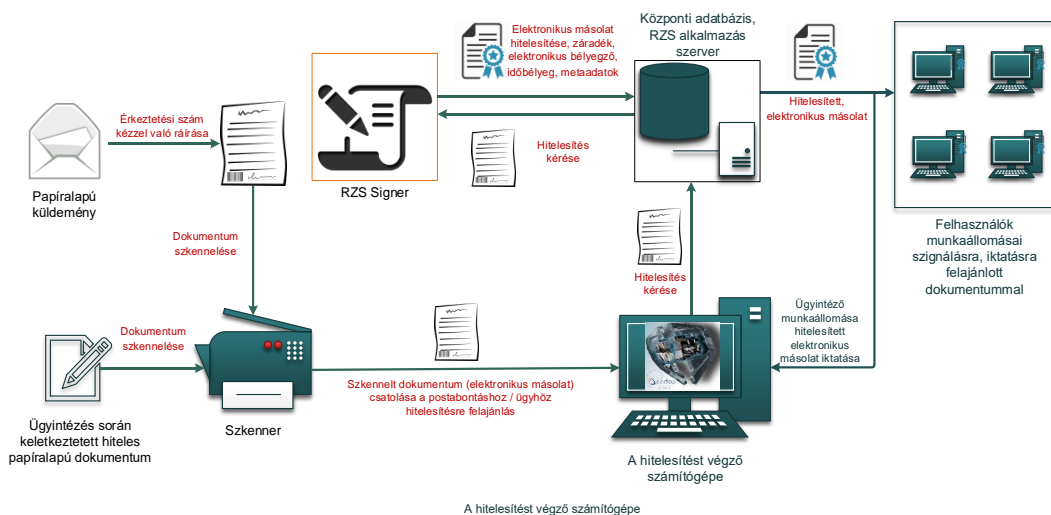 Központi adatbázis,
RZS alkalmazás
szerver
Elektronikus másolat
hitelesítése, záradék,
elektronikus bélyegző,
időbélyeg, metaadatok
Hitelesített,
elektronikus másolat
Érkeztetési szám
kézzel való ráírása
Hitelesítés
kérése
Papíralapú
küldemény
RZS Signer
Felhasználók
munkaállomásai
szignálásra, iktatásra
felajánlott
dokumentummal
Dokumentum
szkennelése
Hitelesítés
kérése
Ügyintéző
munkaállomása
hitelesített
elektronikus
másolat iktatása
Dokumentum
szkennelése
Szkennelt dokumentum (elektronikus másolat)
csatolása a postabontáshoz / ügyhöz
hitelesítésre felajánlás
Szkenner
Ügyintézés során
keletkeztetett hiteles
papíralapú dokumentum
A hitelesítést végző
számítógépe
A hitelesítést végző számítógépe